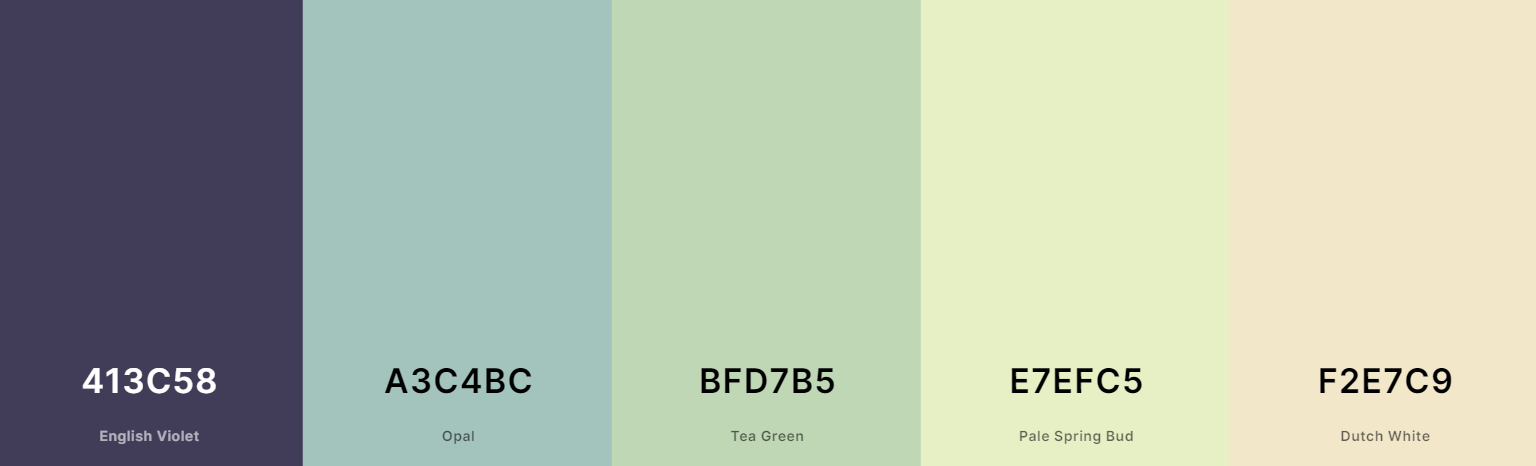 413C58
English Violet
A3C4BC
Opal
BFD7B5
Tea Green
E7EFC5
Pale Spring Bud
F2E7C9
Dutch White